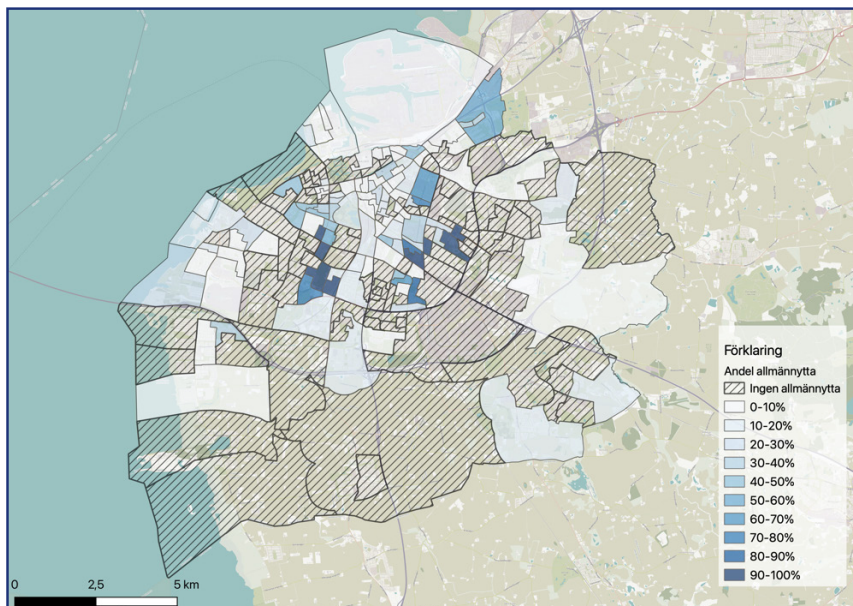 Förklaring
Andel allmännytta
Ingen allmännytta
0-10%
10-20%
20-30%
30-40%
40-50%
50-60%
60-70%
70-80%
80-90%
90-100%
0 2,5 5 km